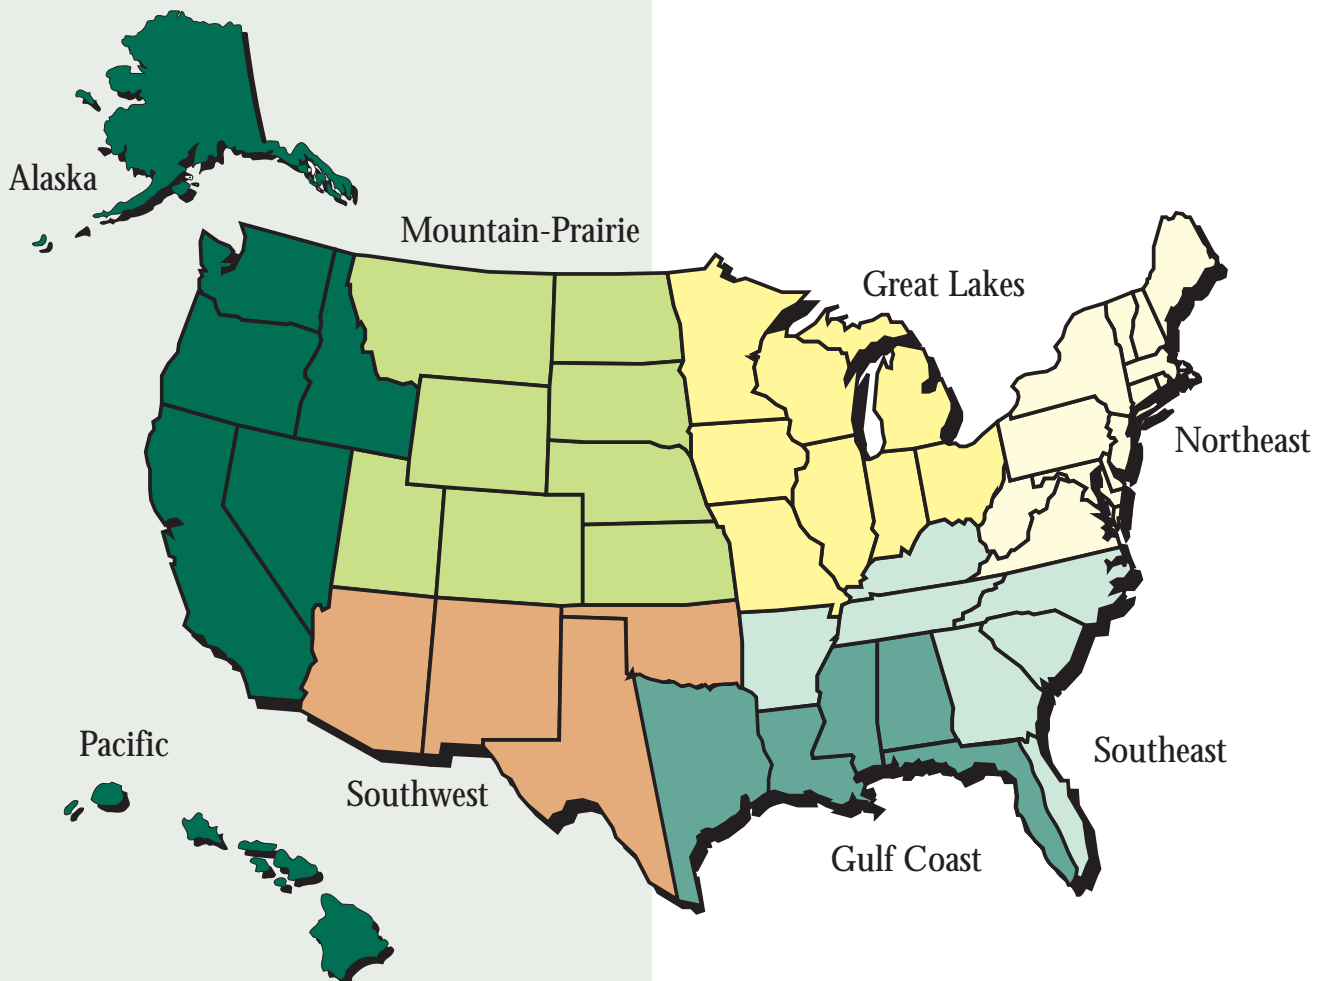 Alaska
Mountain-Prairie
Great Lakes
Northeast
Pacific
Southwest
Southeast
Gulf Coast